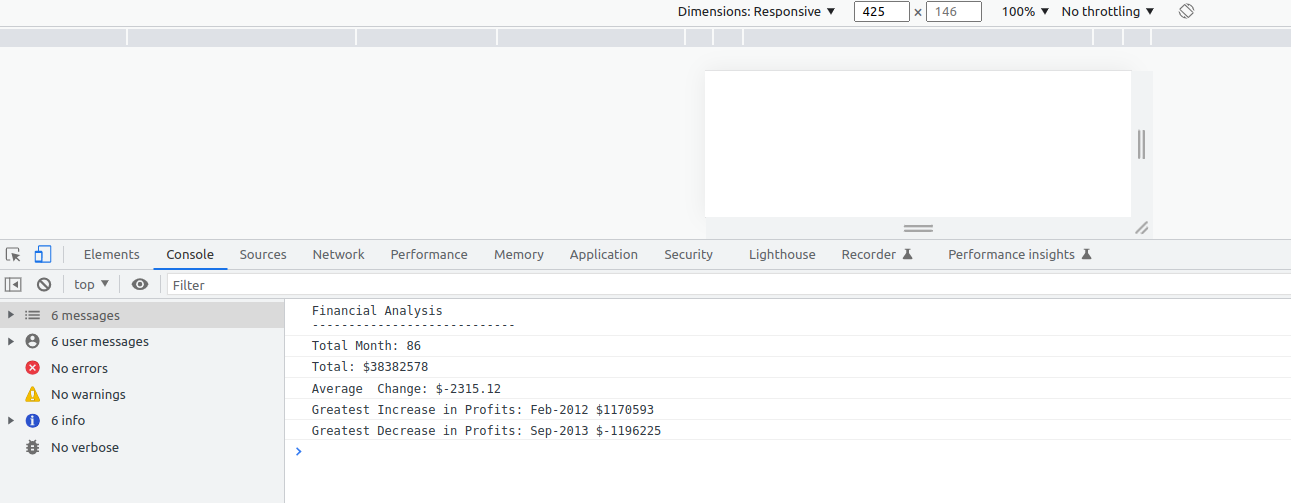 Dimensions: Responsive ▼ 425 × 146 100% ▼ No throttling ▼
Elements Console Sources Network Performance Memory Application Security Lighthouse Recorder Performance insights
top ▼ Filter
6 messages
6 user messages
No errors
No warnings
6 info
No verbose
Financial Analysis
----------------------------
Total Month: 86
Total: $38382578
Average  Change: $-2315.12
Greatest Increase in Profits: Feb-2012 $1170593
Greatest Decrease in Profits: Sep-2013 $-1196225